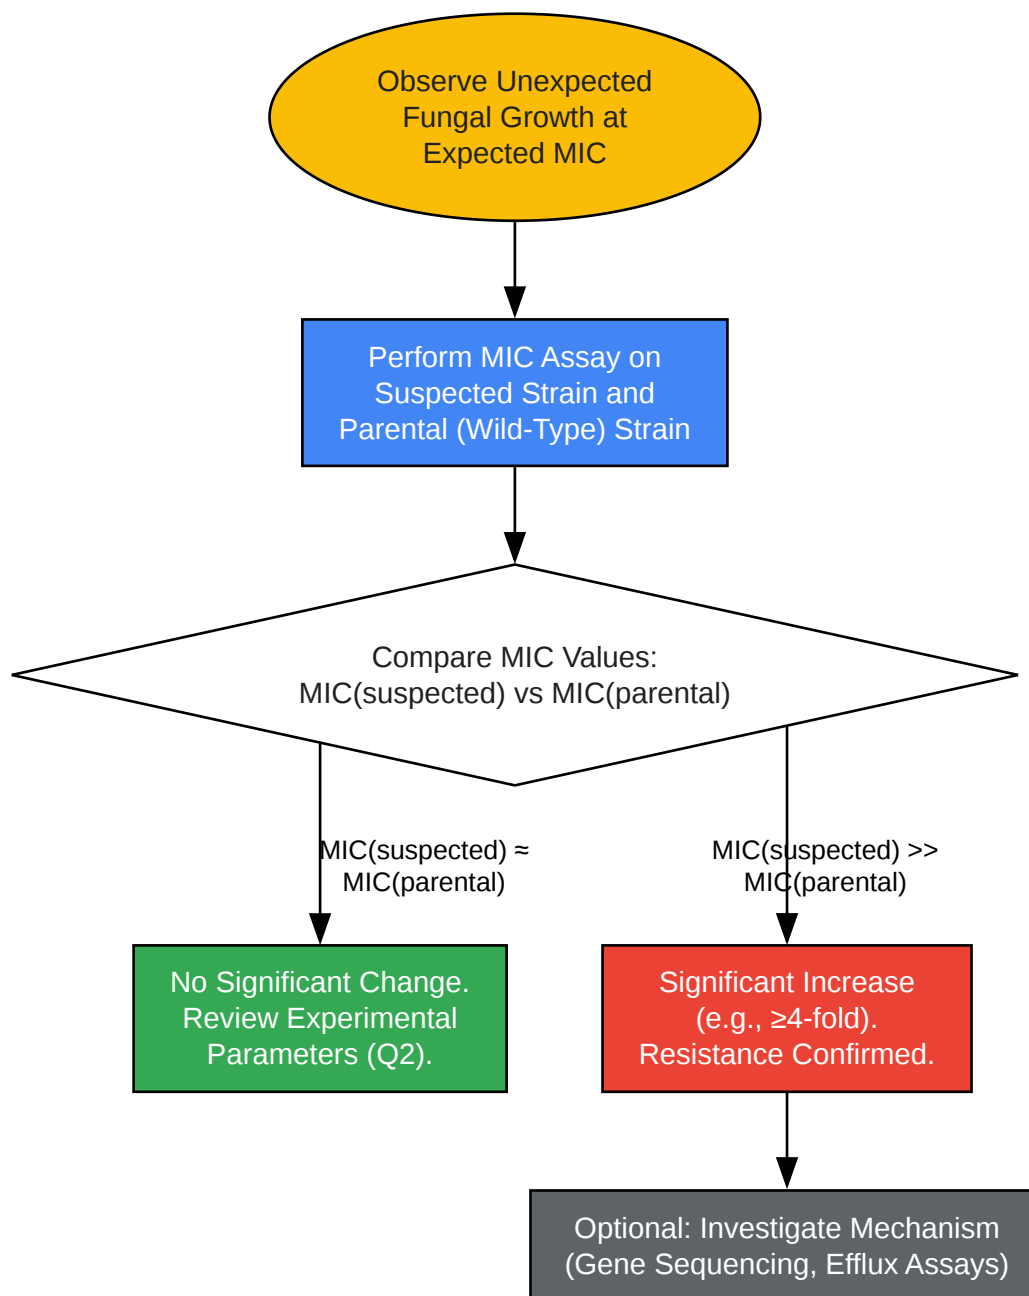 Observe Unexpected
Fungal Growth at
Expected MIC
Perform MIC Assay on
Suspected Strain and
Parental (Wild-Type) Strain
Compare MIC Values:
MIC(suspected) vs MIC(parental)
MIC(suspected) ≈
MIC(parental)
MIC(suspected) >>
MIC(parental)
No Significant Change.
Review Experimental
Parameters (Q2).
Significant Increase
(e.g., ≥4-fold).
Resistance Confirmed.
Optional: Investigate Mechanism
(Gene Sequencing, Efflux Assays)